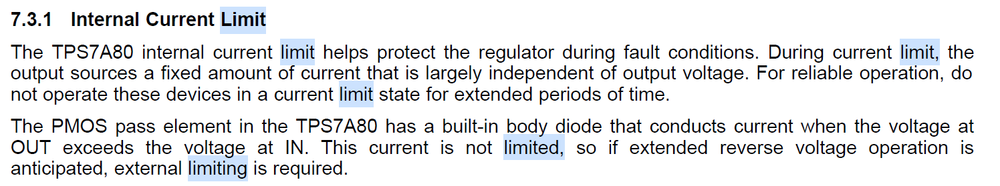 7.3.1 Internal Current Limit
The TPS7A80 internal current limit helps protect the regulator during fault conditions. During current limit, the
output sources a fixed amount of current that is largely independent of output voltage. For reliable operation, do
not operate these devices in a current limit state for extended periods of time.
The PMOS pass element in the TPS7A80 has a built-in body diode that conducts current when the voltage at
OUT exceeds the voltage at IN. This current is not limited, so if extended reverse voltage operation is
anticipated, external limiting is required.